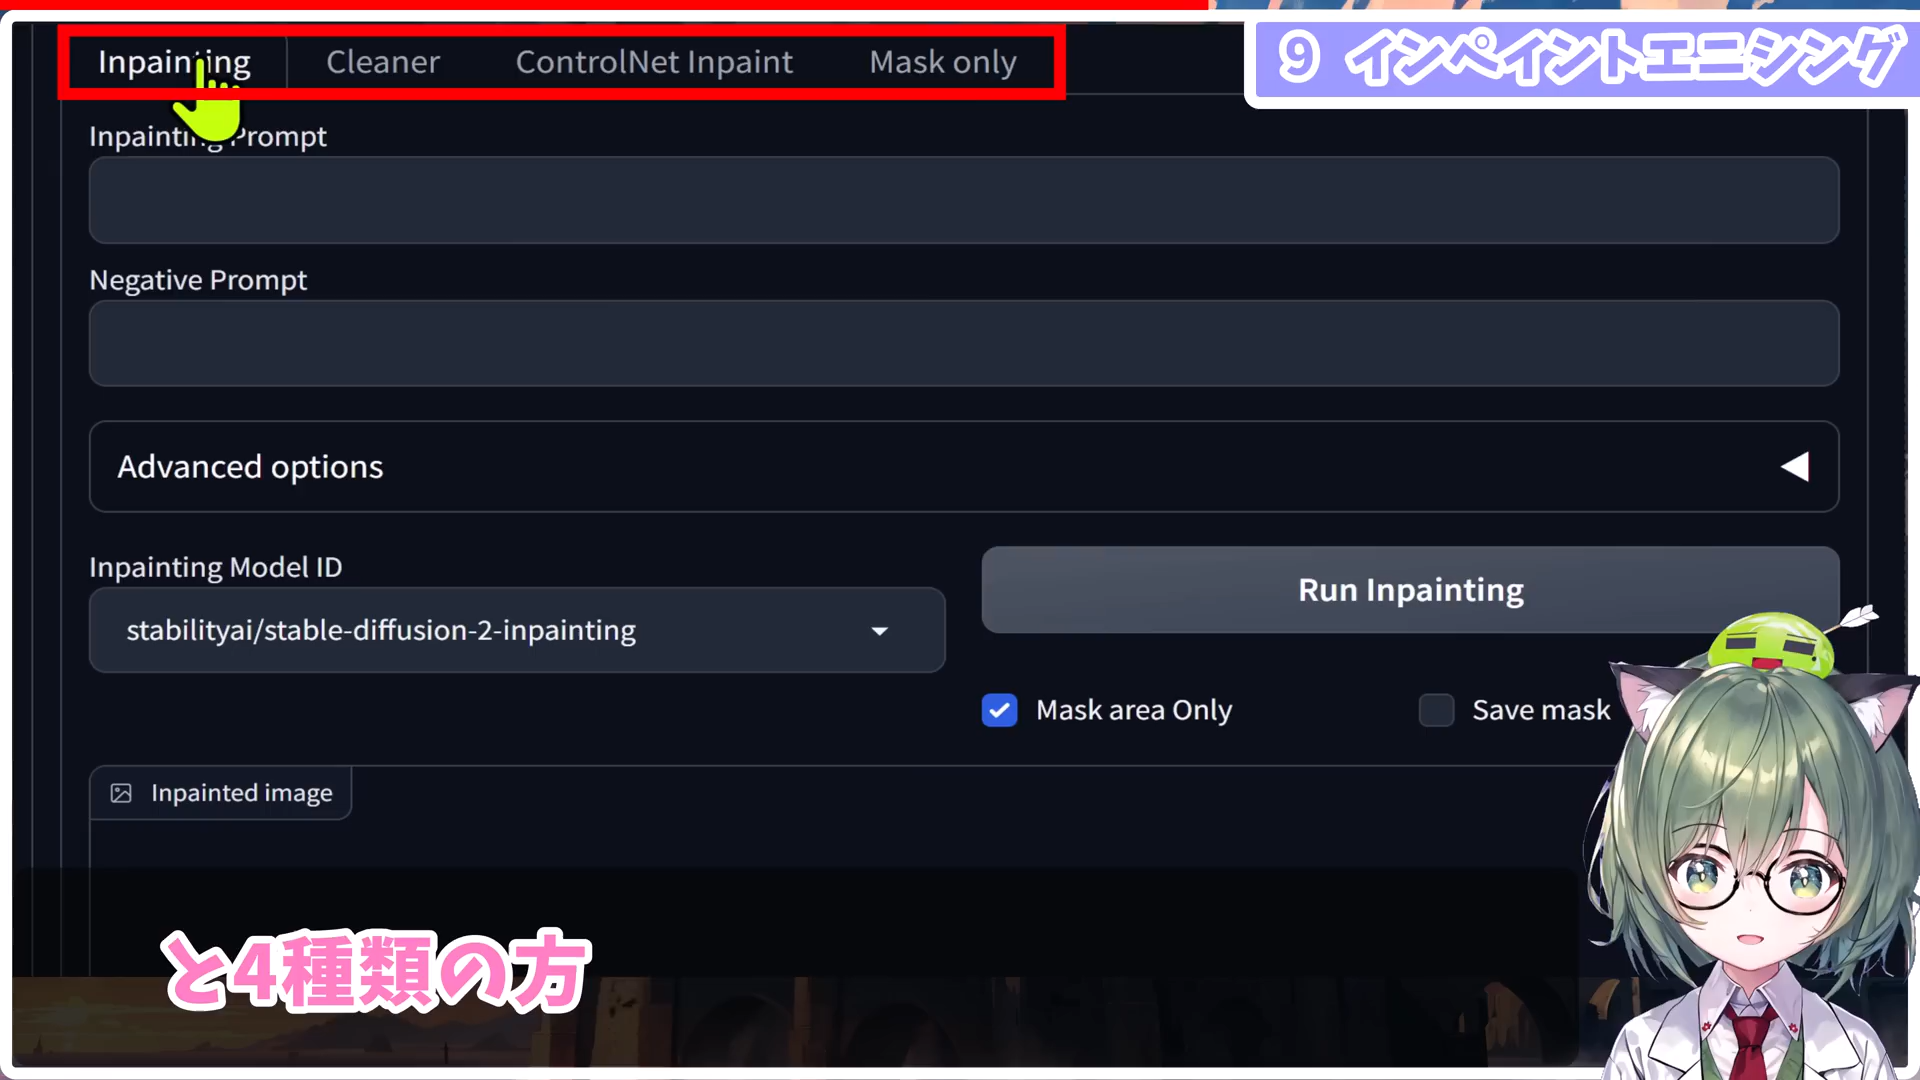 Inpainting
Cleaner
ControlNet Inpaint
Mask only
9 インペイントエニシング
Inpainting Prompt
Negative Prompt
Advanced options
Inpainting Model ID
stabilityai/stable-diffusion-2-inpainting
Run Inpainting
Mask area Only
Save mask
Inpainted image
と4種類の方